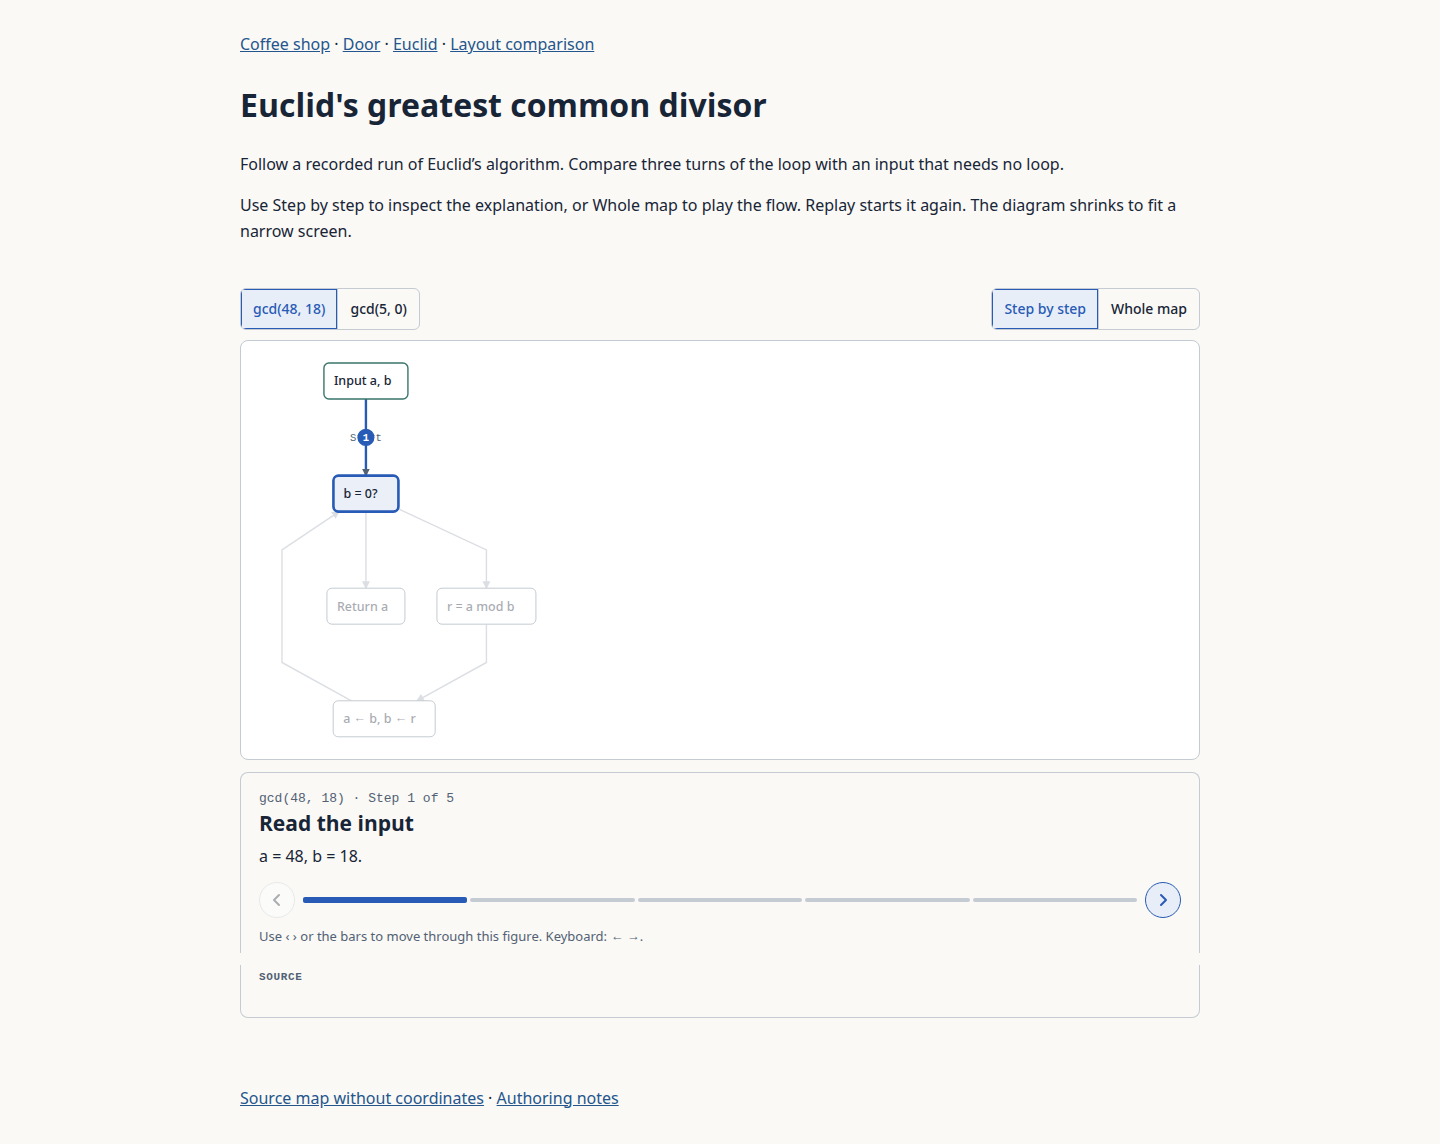 Coffee shop · Door · Euclid · Layout comparison
Euclid's greatest common divisor
Follow a recorded run of Euclid’s algorithm. Compare three turns of the loop with an input that needs no loop.
Use Step by step to inspect the explanation, or Whole map to play the flow. Replay starts it again. The diagram shrinks to fit a
narrow screen.
gcd(48, 18)
gcd(5, 0)
Step by step
Whole map
Input a, b
S 1 t
b = 0?
Return a
r = a mod b
a ← b, b ← r
gcd(48, 18) · Step 1 of 5
Read the input
a = 48, b = 18.
Use ‹ › or the bars to move through this figure. Keyboard: ← →.
SOURCE
Source map without coordinates · Authoring notes